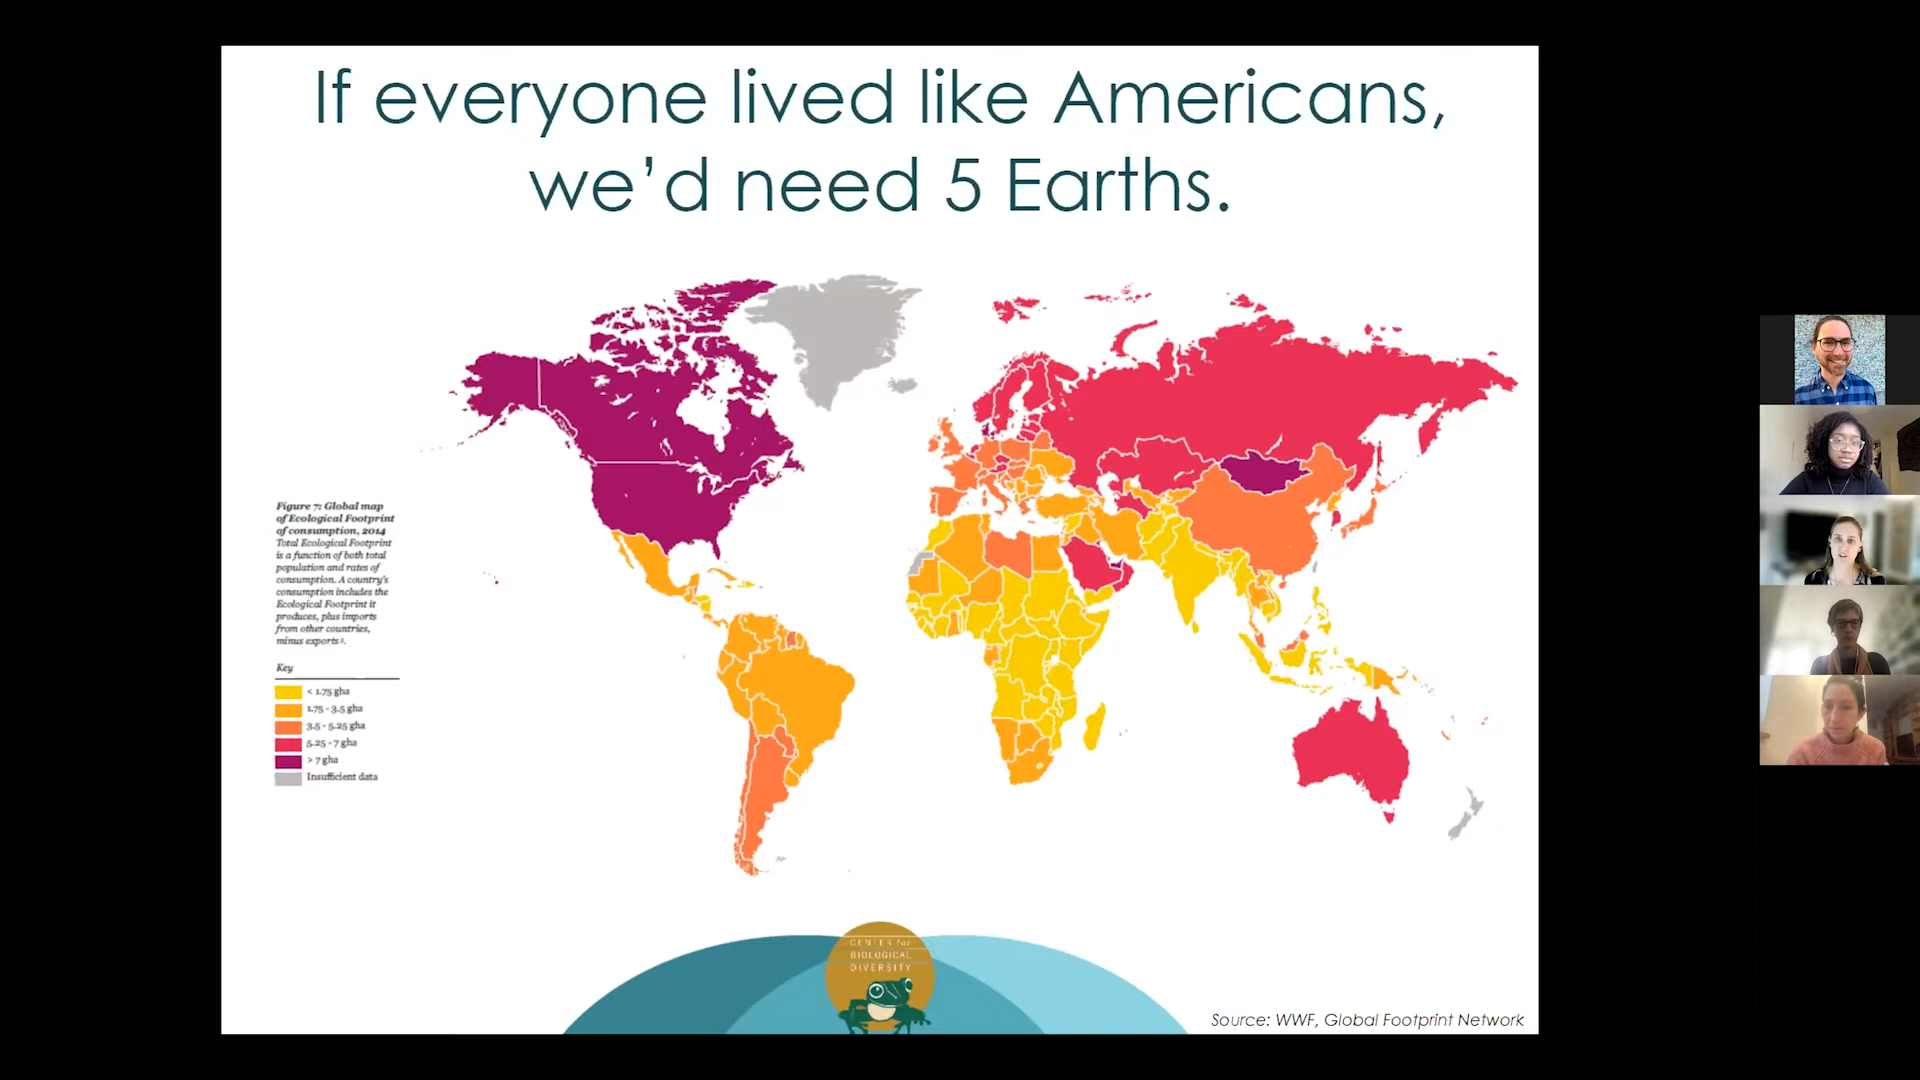 If everyone lived like Americans,
we'd need 5 Earths.
Figure 7: Global map
of Ecological Footprint
of consumption, 2014
Total Ecological Footprint
is a function of both total
population and rates of
consumption. A country's
consumption includes the
Ecological Footprint it
produces, plus imports
from other countries,
minus exports².
Key
< 1.75 gha
1.75 - 3.5 gha
3.5 - 5.25 gha
5.25 - 7 gha
> 7 gha
Insufficient data
CENTER for
BIOLOGICAL
DIVERSITY
Source: WWF, Global Footprint Network